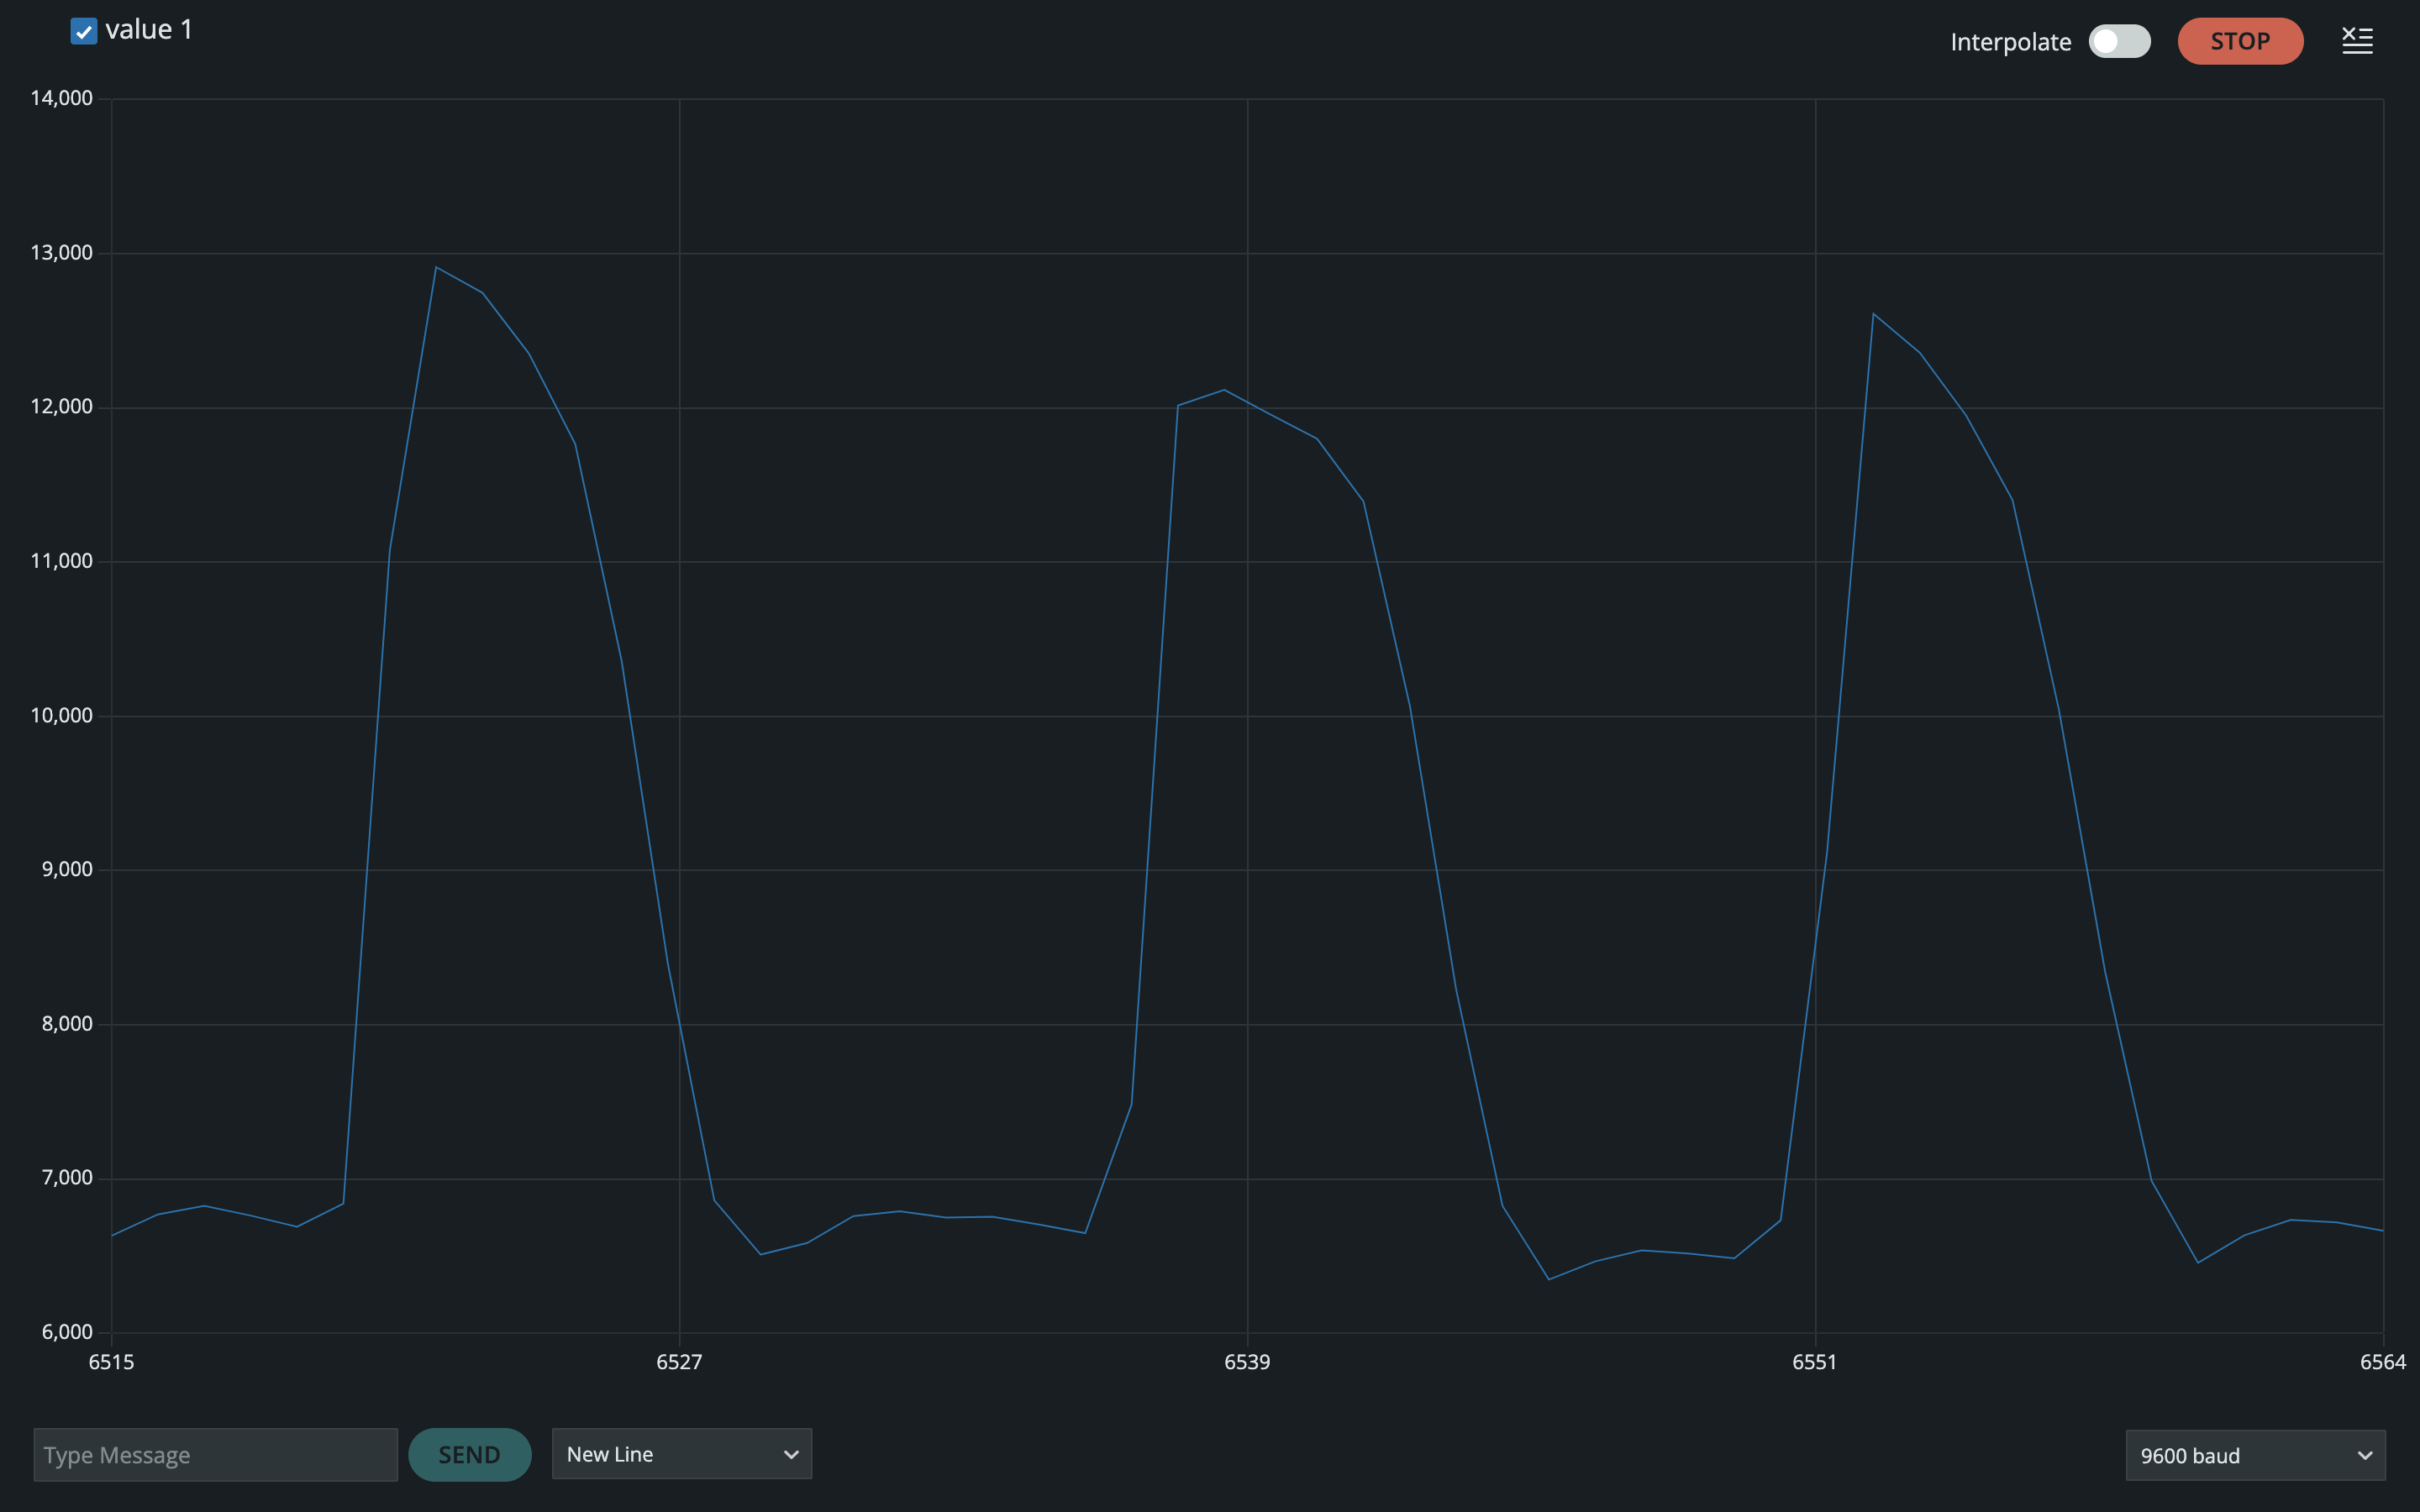 value 1
Interpolate
STOP
14,000
13,000
12,000
11,000
10,000
9,000
8,000
7,000
6,000
6515 6527 6539 6551 6564
Type Message SEND New Line 9600 baud